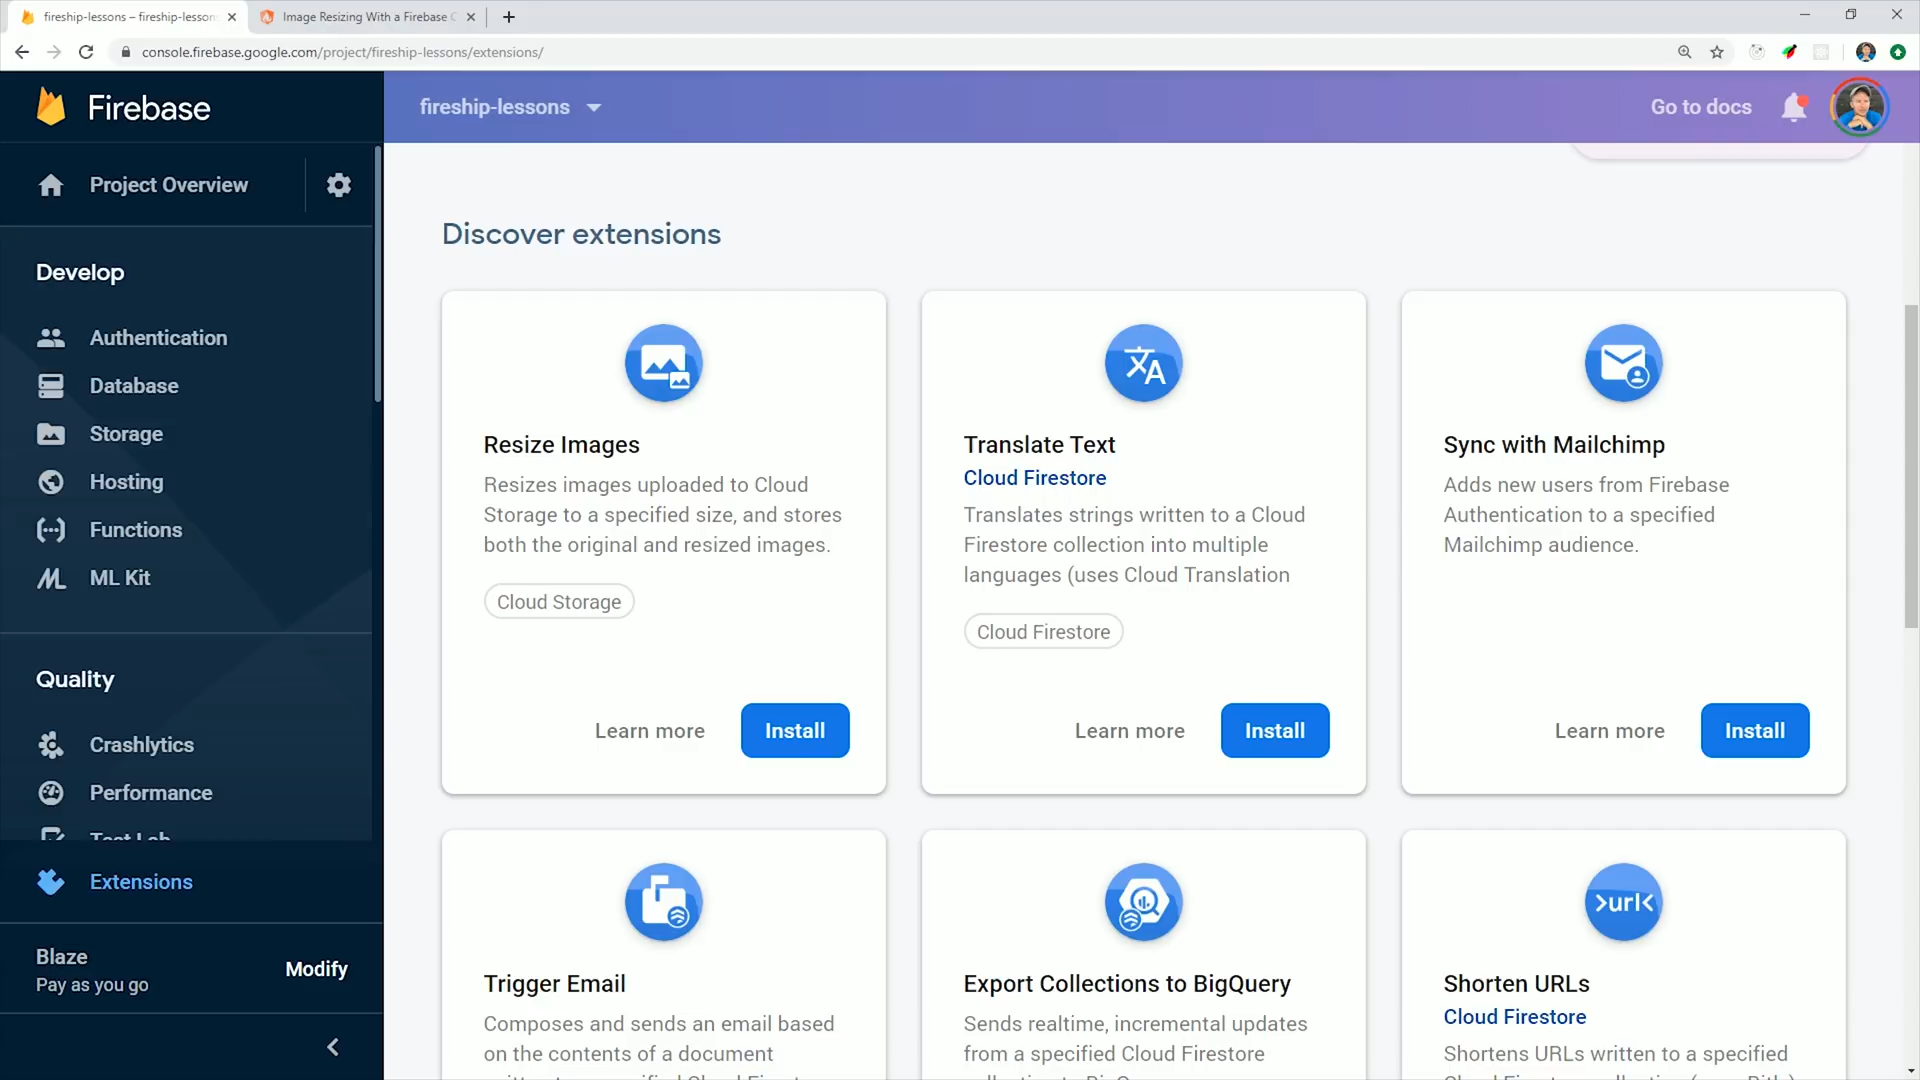 fireship-lessons – fireship-lesson
Image Resizing With a Firebase C
console.firebase.google.com/project/fireship-lessons/extensions/
Firebase
fireship-lessons
Go to docs
Project Overview
Develop
Authentication
Database
Storage
Hosting
Functions
ML Kit
Quality
Crashlytics
Performance
Test Lab
Extensions
Blaze
Pay as you go
Modify
Discover extensions
Resize Images
Resizes images uploaded to Cloud
Storage to a specified size, and stores
both the original and resized images.
Cloud Storage
Learn more
Install
Translate Text
Cloud Firestore
Translates strings written to a Cloud
Firestore collection into multiple
languages (uses Cloud Translation
Cloud Firestore
Learn more
Install
Sync with Mailchimp
Adds new users from Firebase
Authentication to a specified
Mailchimp audience.
Learn more
Install
Trigger Email
Composes and sends an email based
on the contents of a document
Export Collections to BigQuery
Sends realtime, incremental updates
from a specified Cloud Firestore
>url<
Shorten URLs
Cloud Firestore
Shortens URLs written to a specified